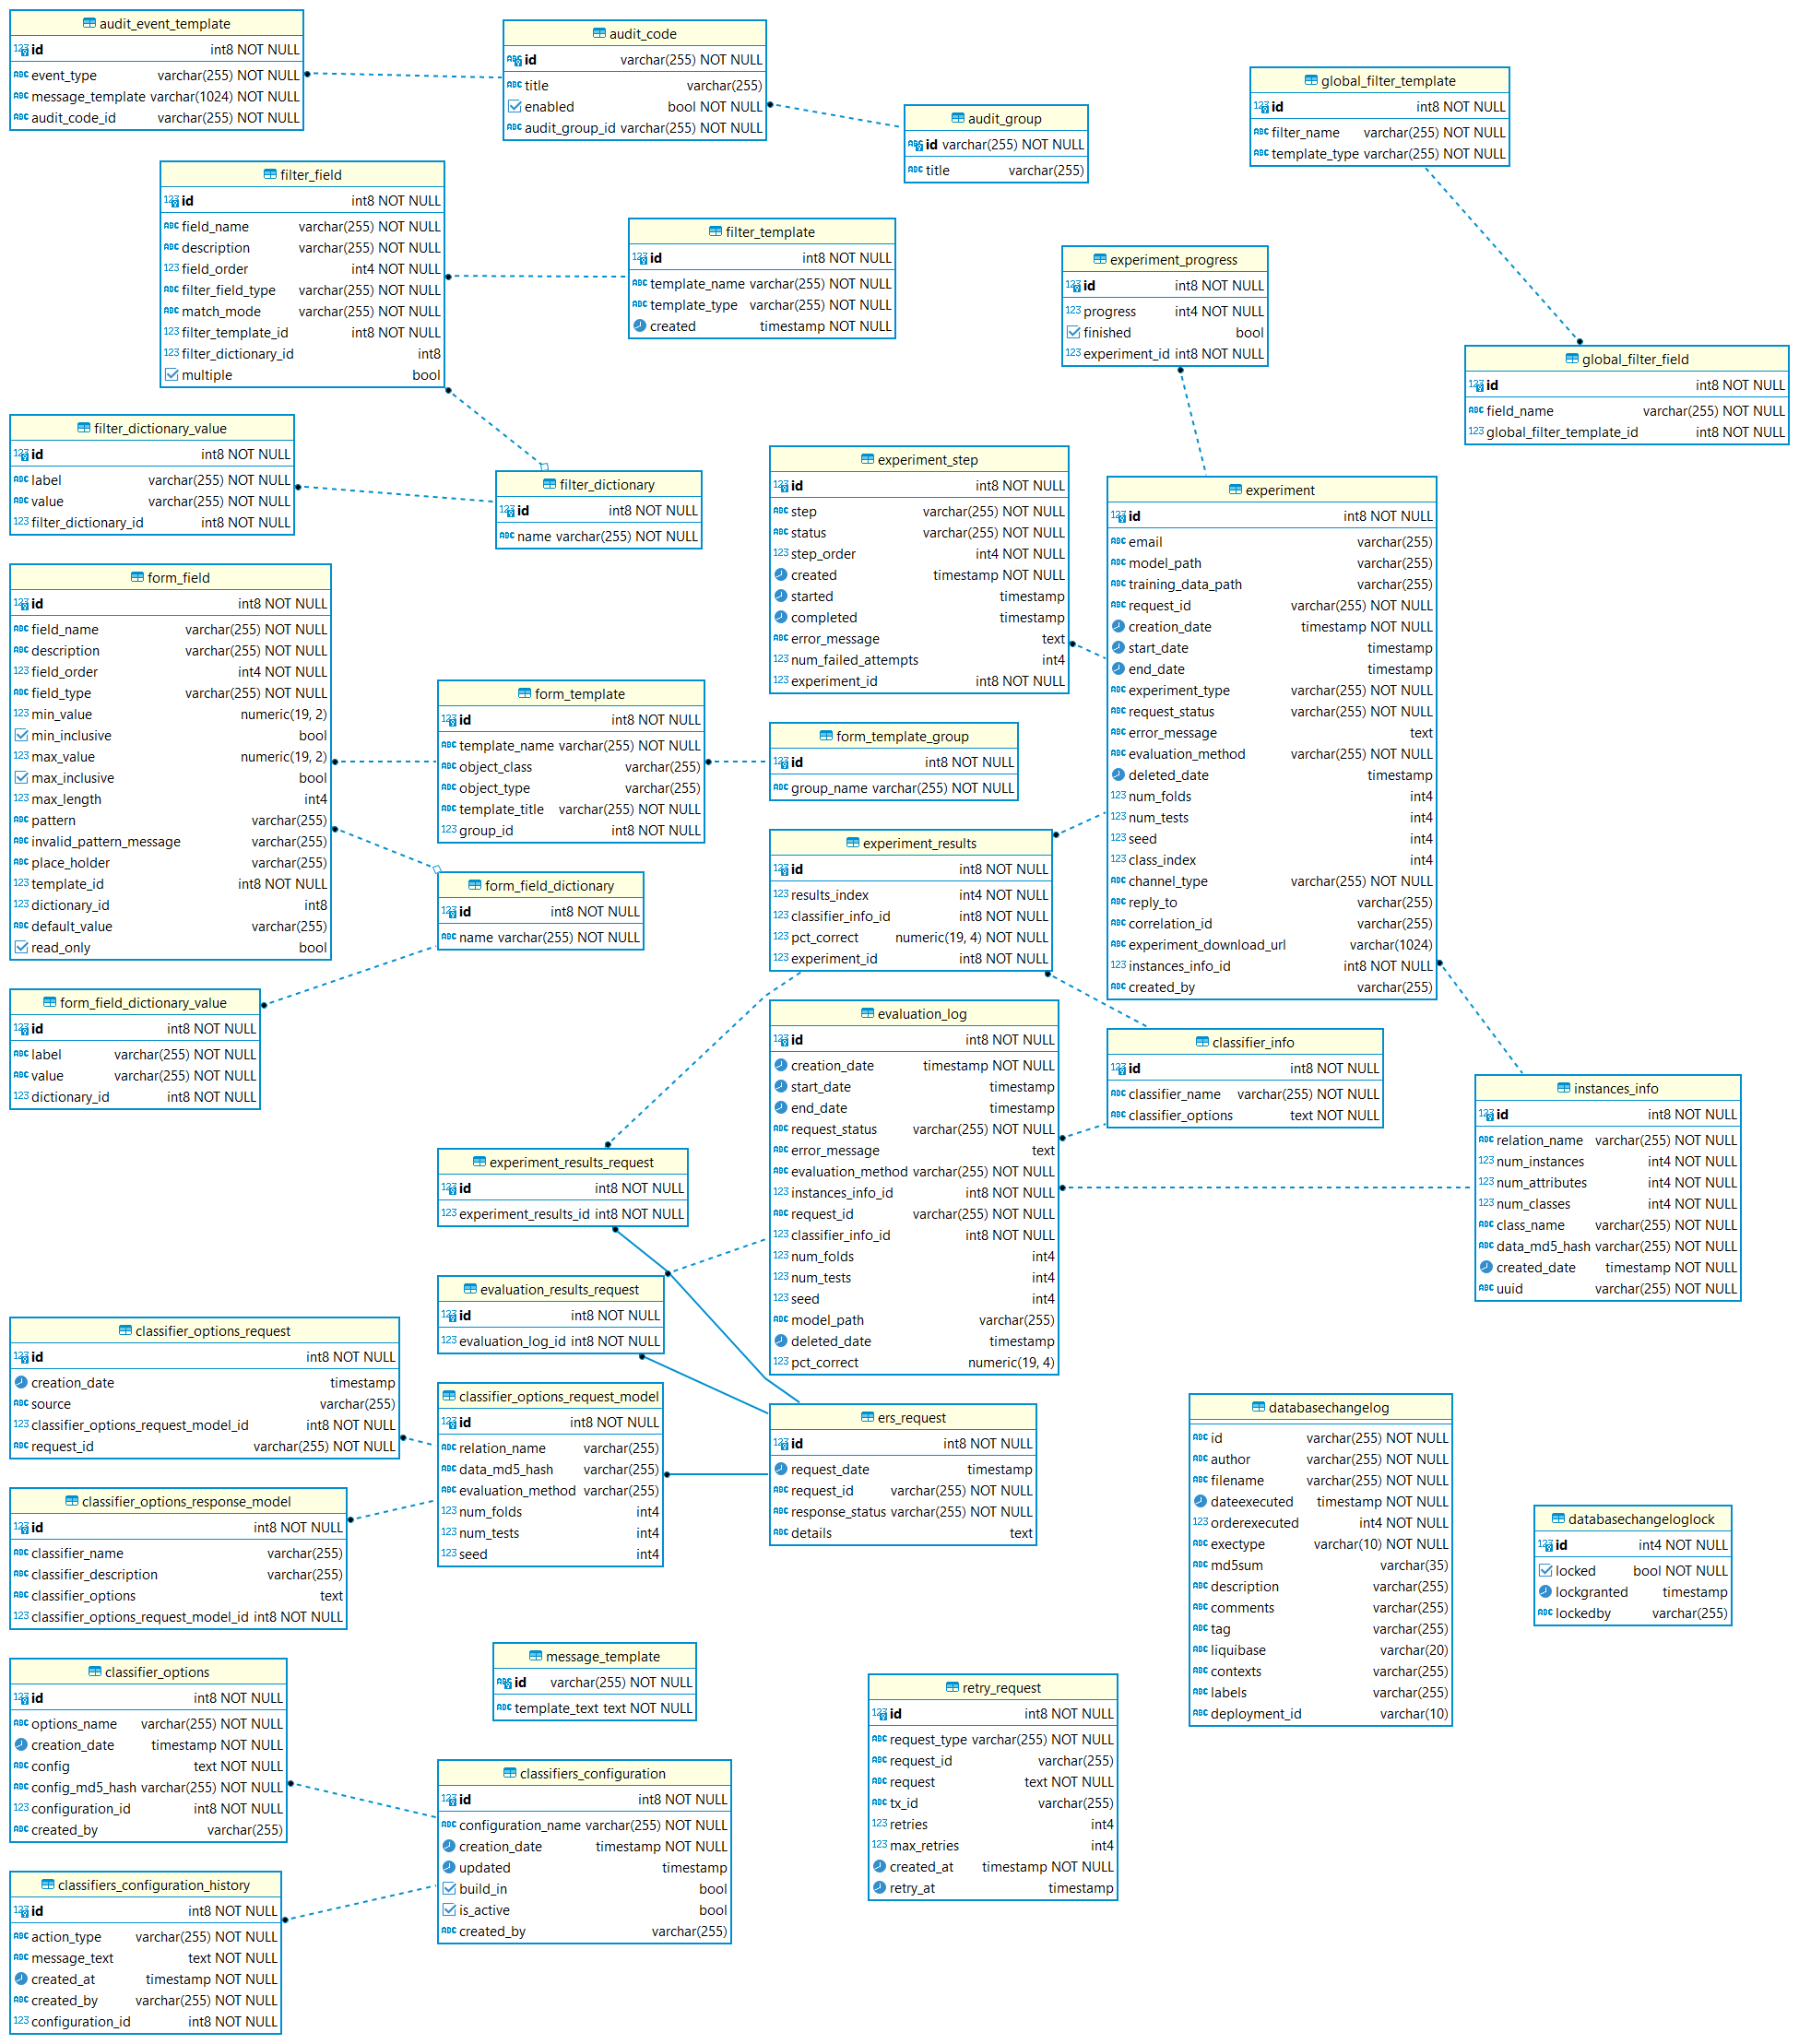 audit_event_template
id int8 NOT NULL
event_type varchar(255) NOT NULL
message_template varchar(1024) NOT NULL
audit_code_id varchar(255) NOT NULL
audit_code
id varchar(255) NOT NULL
title varchar(255)
enabled bool NOT NULL
audit_group_id varchar(255) NOT NULL
audit_group
id varchar(255) NOT NULL
title varchar(255)
global_filter_template
id int8 NOT NULL
filter_name varchar(255) NOT NULL
template_type varchar(255) NOT NULL
filter_field
id int8 NOT NULL
field_name varchar(255) NOT NULL
description varchar(255) NOT NULL
field_order int4 NOT NULL
filter_field_type varchar(255) NOT NULL
match_mode varchar(255) NOT NULL
filter_template_id int8 NOT NULL
filter_dictionary_id int8
multiple bool
filter_template
id int8 NOT NULL
template_name varchar(255) NOT NULL
template_type varchar(255) NOT NULL
created timestamp NOT NULL
experiment_progress
id int8 NOT NULL
progress int4 NOT NULL
finished bool
experiment_id int8 NOT NULL
global_filter_field
id int8 NOT NULL
field_name varchar(255) NOT NULL
global_filter_template_id int8 NOT NULL
filter_dictionary_value
id int8 NOT NULL
label varchar(255) NOT NULL
value varchar(255) NOT NULL
filter_dictionary_id int8 NOT NULL
filter_dictionary
id int8 NOT NULL
name varchar(255) NOT NULL
experiment_step
id int8 NOT NULL
step varchar(255) NOT NULL
status varchar(255) NOT NULL
step_order int4 NOT NULL
created timestamp NOT NULL
started timestamp
completed timestamp
error_message text
num_failed_attempts int4
experiment_id int8 NOT NULL
experiment
id int8 NOT NULL
email varchar(255)
model_path varchar(255)
training_data_path varchar(255)
request_id varchar(255) NOT NULL
creation_date timestamp NOT NULL
start_date timestamp
end_date timestamp
experiment_type varchar(255) NOT NULL
request_status varchar(255) NOT NULL
error_message text
evaluation_method varchar(255) NOT NULL
deleted_date timestamp
num_folds int4
num_tests int4
seed int4
class_index int4
channel_type varchar(255) NOT NULL
reply_to varchar(255)
correlation_id varchar(255)
experiment_download_url varchar(1024)
instances_info_id int8 NOT NULL
created_by varchar(255)
form_field
id int8 NOT NULL
field_name varchar(255) NOT NULL
description varchar(255) NOT NULL
field_order int4 NOT NULL
field_type varchar(255) NOT NULL
min_value numeric(19, 2)
min_inclusive bool
max_value numeric(19, 2)
max_inclusive bool
max_length int4
pattern varchar(255)
invalid_pattern_message varchar(255)
place_holder varchar(255)
template_id int8 NOT NULL
dictionary_id int8
default_value varchar(255)
read_only bool
form_template
id int8 NOT NULL
template_name varchar(255) NOT NULL
object_class varchar(255)
object_type varchar(255)
template_title varchar(255) NOT NULL
group_id int8 NOT NULL
form_template_group
id int8 NOT NULL
group_name varchar(255) NOT NULL
form_field_dictionary
id int8 NOT NULL
name varchar(255) NOT NULL
experiment_results
id int8 NOT NULL
results_index int4 NOT NULL
classifier_info_id int8 NOT NULL
pct_correct numeric(19, 4) NOT NULL
experiment_id int8 NOT NULL
form_field_dictionary_value
id int8 NOT NULL
label varchar(255) NOT NULL
value varchar(255) NOT NULL
dictionary_id int8 NOT NULL
evaluation_log
id int8 NOT NULL
creation_date timestamp NOT NULL
start_date timestamp
end_date timestamp
request_status varchar(255) NOT NULL
error_message text
evaluation_method varchar(255) NOT NULL
instances_info_id int8 NOT NULL
request_id varchar(255) NOT NULL
classifier_info_id int8 NOT NULL
num_folds int4
num_tests int4
seed int4
model_path varchar(255)
deleted_date timestamp
pct_correct numeric(19, 4)
classifier_info
id int8 NOT NULL
classifier_name varchar(255) NOT NULL
classifier_options text NOT NULL
instances_info
id int8 NOT NULL
relation_name varchar(255) NOT NULL
num_instances int4 NOT NULL
num_attributes int4 NOT NULL
num_classes int4 NOT NULL
class_name varchar(255) NOT NULL
data_md5_hash varchar(255) NOT NULL
created_date timestamp NOT NULL
uuid varchar(255) NOT NULL
experiment_results_request
id int8 NOT NULL
experiment_results_id int8 NOT NULL
evaluation_results_request
id int8 NOT NULL
evaluation_log_id int8 NOT NULL
classifier_options_request
id int8 NOT NULL
creation_date timestamp
source varchar(255)
classifier_options_request_model_id int8 NOT NULL
request_id varchar(255) NOT NULL
classifier_options_request_model
id int8 NOT NULL
relation_name varchar(255)
data_md5_hash varchar(255)
evaluation_method varchar(255)
num_folds int4
num_tests int4
seed int4
ers_request
id int8 NOT NULL
request_date timestamp
request_id varchar(255) NOT NULL
response_status varchar(255) NOT NULL
details text
databasechangelog
id varchar(255) NOT NULL
author varchar(255) NOT NULL
filename varchar(255) NOT NULL
dateexecuted timestamp NOT NULL
orderexecuted int4 NOT NULL
exectype varchar(10) NOT NULL
md5sum varchar(35)
description varchar(255)
comments varchar(255)
tag varchar(255)
liquibase varchar(20)
contexts varchar(255)
labels varchar(255)
deployment_id varchar(10)
databasechangeloglock
id int4 NOT NULL
locked bool NOT NULL
lockgranted timestamp
lockedby varchar(255)
classifier_options_response_model
id int8 NOT NULL
classifier_name varchar(255)
classifier_description varchar(255)
classifier_options text
classifier_options_request_model_id int8 NOT NULL
message_template
id varchar(255) NOT NULL
template_text text NOT NULL
classifier_options
id int8 NOT NULL
options_name varchar(255) NOT NULL
creation_date timestamp NOT NULL
config text NOT NULL
config_md5_hash varchar(255) NOT NULL
configuration_id int8 NOT NULL
created_by varchar(255)
retry_request
id int8 NOT NULL
request_type varchar(255) NOT NULL
request_id varchar(255)
request text NOT NULL
tx_id varchar(255)
retries int4
max_retries int4
created_at timestamp NOT NULL
retry_at timestamp
classifiers_configuration
id int8 NOT NULL
configuration_name varchar(255) NOT NULL
creation_date timestamp NOT NULL
updated timestamp
build_in bool
is_active bool
created_by varchar(255)
classifiers_configuration_history
id int8 NOT NULL
action_type varchar(255) NOT NULL
message_text text NOT NULL
created_at timestamp NOT NULL
created_by varchar(255) NOT NULL
configuration_id int8 NOT NULL